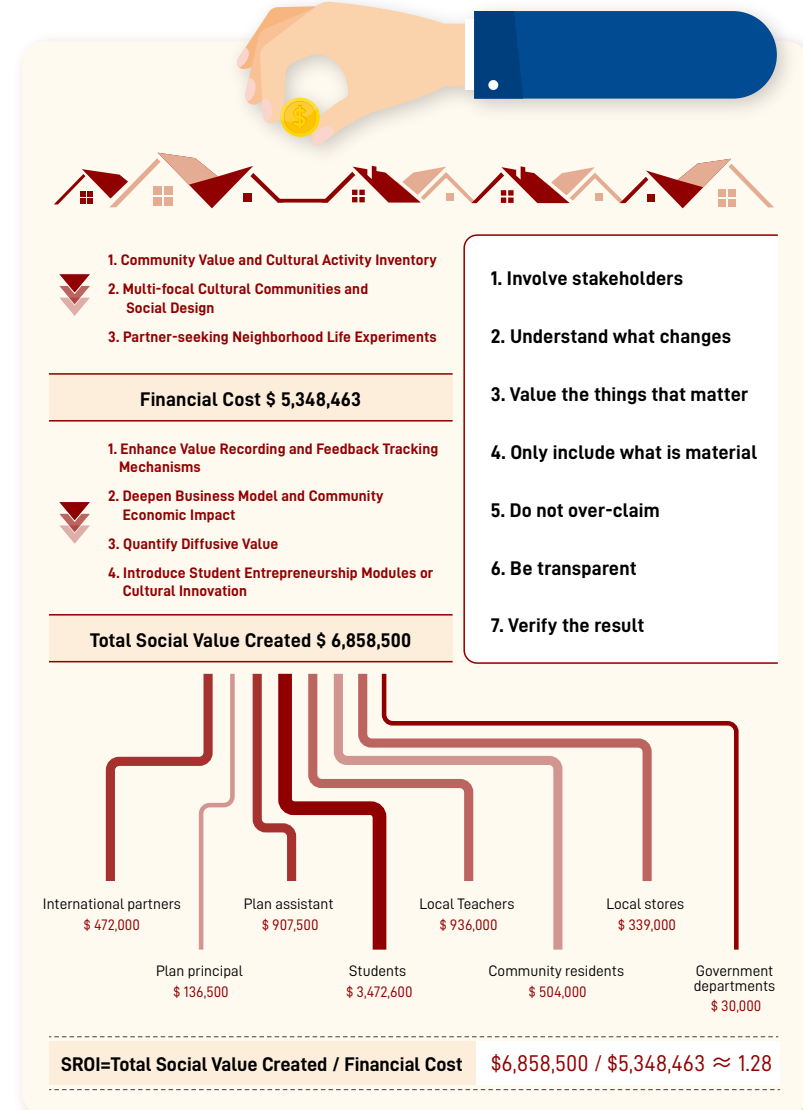 $
1. Community Value and Cultural Activity Inventory
2. Multi-focal Cultural Communities and
Social Design
3. Partner-seeking Neighborhood Life Experiments
Financial Cost $ 5,348,463
1. Enhance Value Recording and Feedback Tracking
Mechanisms
2. Deepen Business Model and Community
Economic Impact
3. Quantify Diffusive Value
4. Introduce Student Entrepreneurship Modules or
Cultural Innovation
Total Social Value Created $ 6,858,500
1. Involve stakeholders
2. Understand what changes
3. Value the things that matter
4. Only include what is material
5. Do not over-claim
6. Be transparent
7. Verify the result
International partners
$ 472,000
Plan principal
$ 136,500
Plan assistant
$ 907,500
Students
$ 3,472,600
Local Teachers
$ 936,000
Community residents
$ 504,000
Local stores
$ 339,000
Government
departments
$ 30,000
SROI=Total Social Value Created / Financial Cost
$6,858,500 / $5,348,463 ≈ 1.28